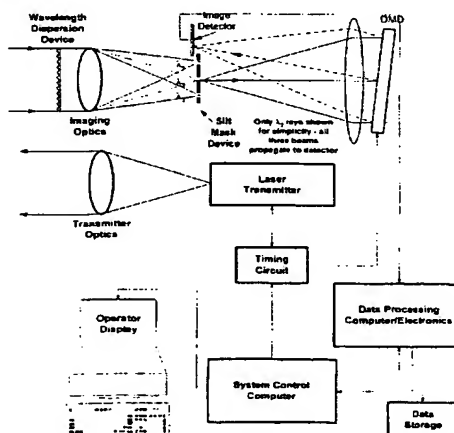 Wavelength
Dispersion
Device
Image
Detector
DMD
Imaging
Optics
Slit
Mask
Device
Only λ₂ rays shown
for simplicity - all
three beams
propagate to detector
Laser
Transmitter
Transmitter
Optics
Timing
Circuit
Operator
Display
Data Processing
Computer/Electronics
System Control
Computer
Data
Storage